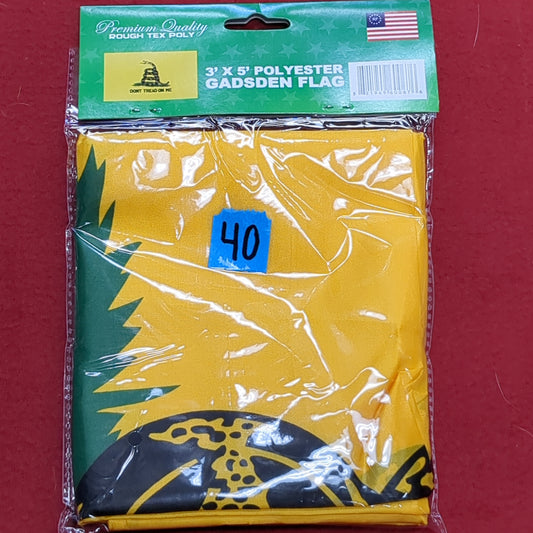 Premium Quality
ROUGH TEX POLY
3' X 5' POLYESTER
GADSDEN FLAG
DONT TREAD ON ME
40